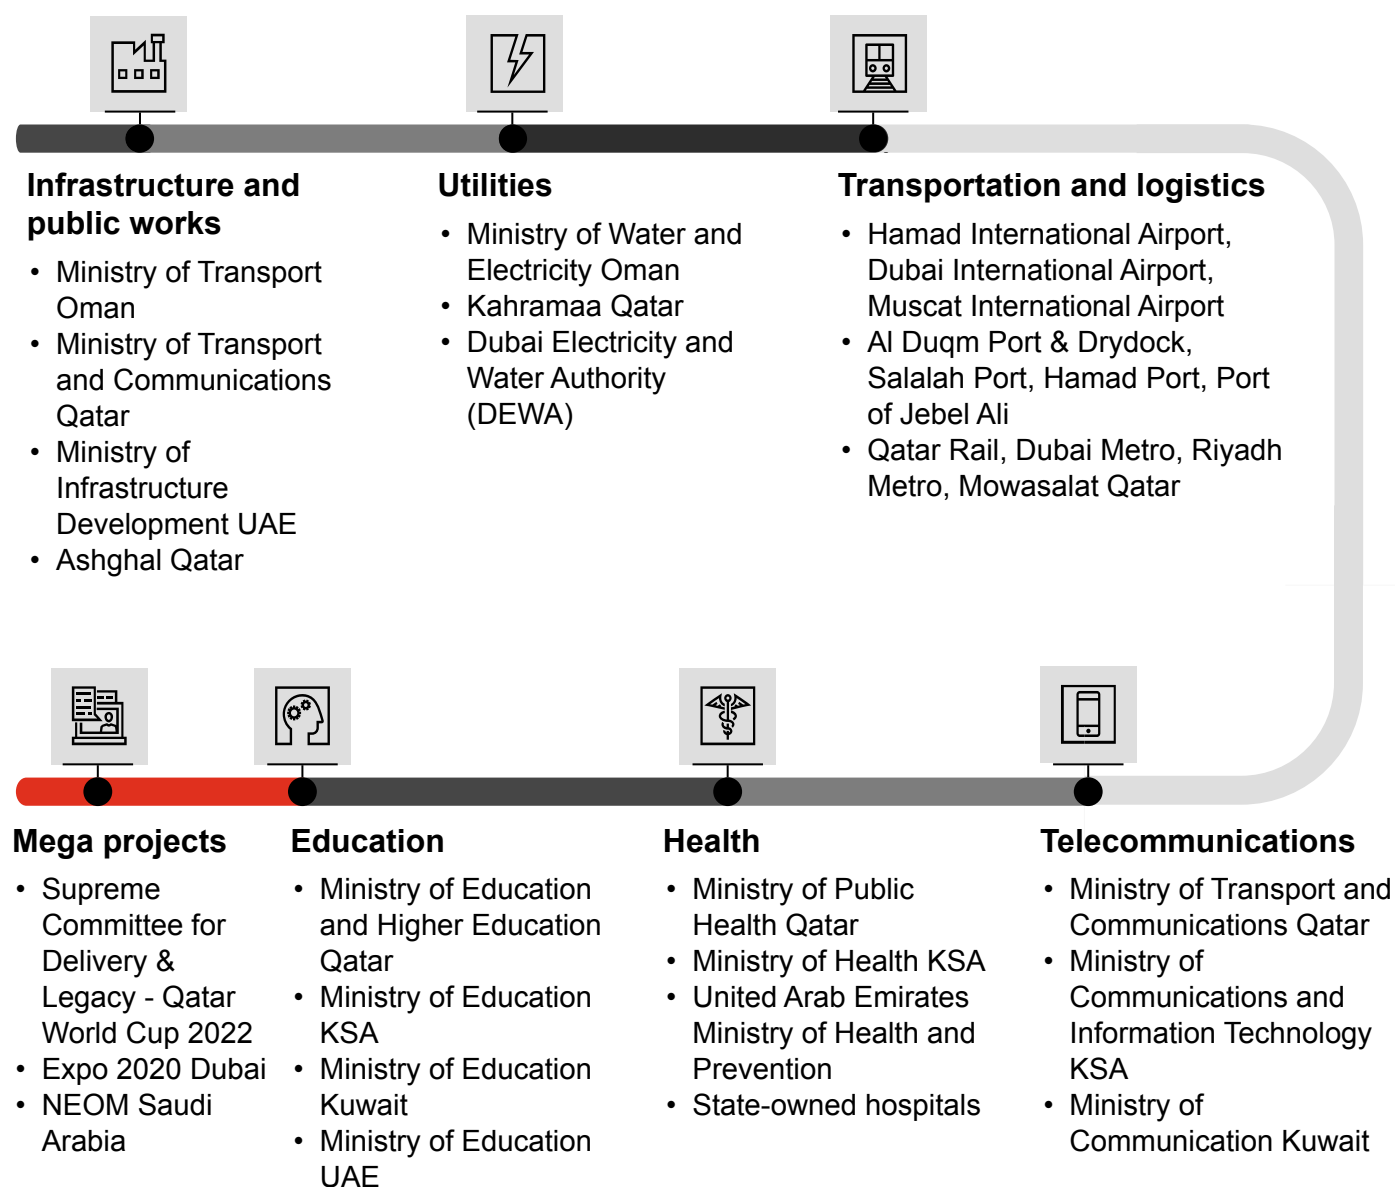 Infrastructure and
public works
• Ministry of Transport
Oman
• Ministry of Transport
and Communications
Qatar
• Ministry of
Infrastructure
Development UAE
• Ashghal Qatar
Utilities
• Ministry of Water and
Electricity Oman
• Kahramaa Qatar
• Dubai Electricity and
Water Authority
(DEWA)
Transportation and logistics
• Hamad International Airport,
Dubai International Airport,
Muscat International Airport
• Al Duqm Port & Drydock,
Salalah Port, Hamad Port, Port
of Jebel Ali
• Qatar Rail, Dubai Metro, Riyadh
Metro, Mowasalat Qatar
Mega projects
• Supreme
Committee for
Delivery &
Legacy - Qatar
World Cup 2022
• Expo 2020 Dubai
• NEOM Saudi
Arabia
Education
• Ministry of Education
and Higher Education
Qatar
• Ministry of Education
KSA
• Ministry of Education
Kuwait
• Ministry of Education
UAE
Health
• Ministry of Public
Health Qatar
• Ministry of Health KSA
• United Arab Emirates
Ministry of Health and
Prevention
• State-owned hospitals
Telecommunications
• Ministry of Transport and
Communications Qatar
• Ministry of
Communications and
Information Technology
KSA
• Ministry of
Communication Kuwait